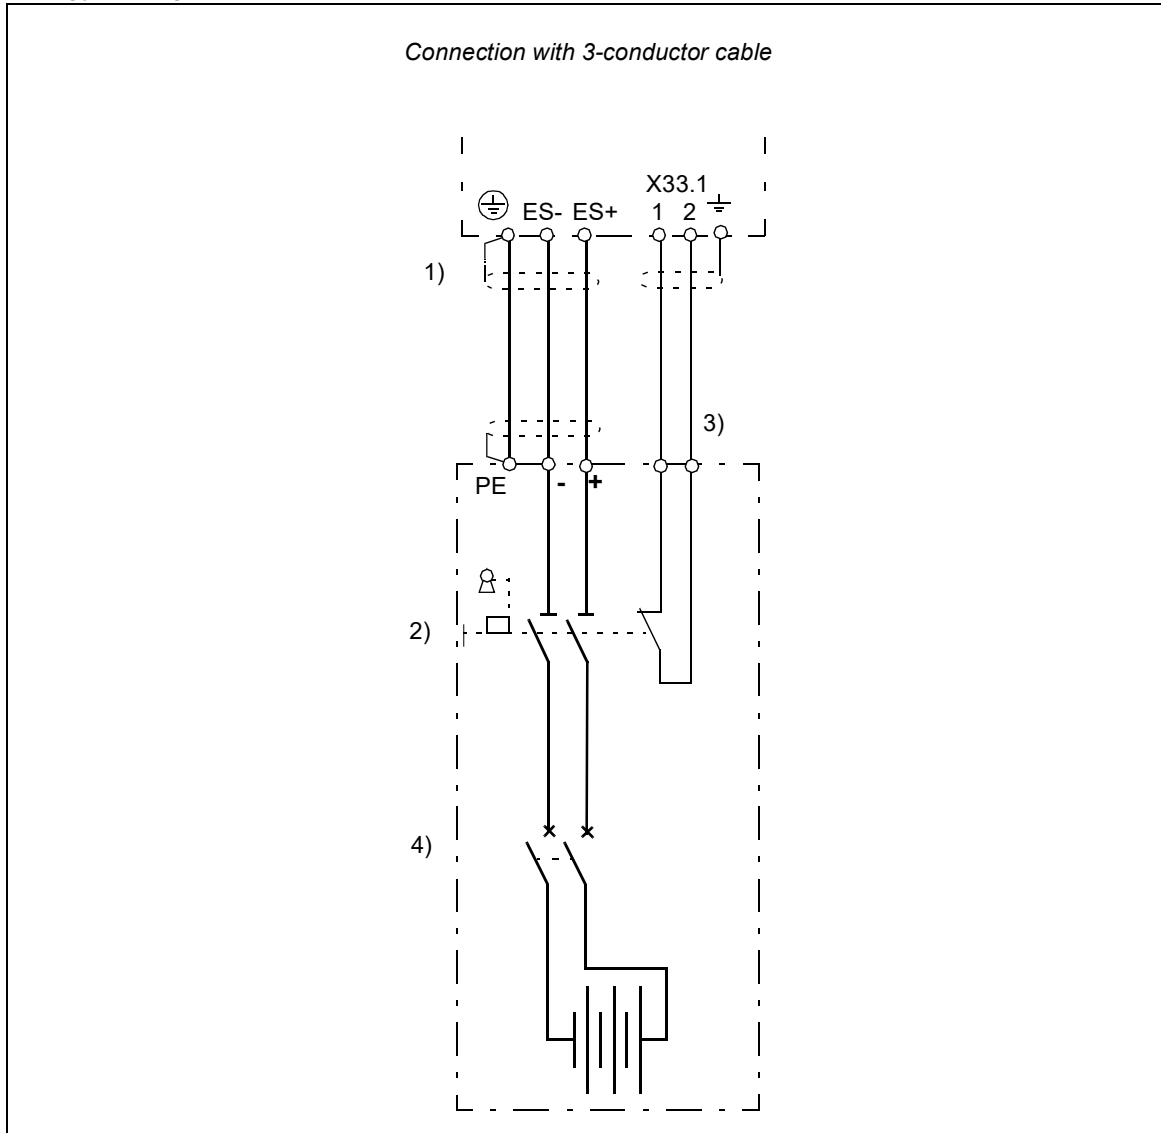 Connection with 3-conductor cable
X33.1
ES- ES+ 1 2
1)
3)
PE - +
2)
4)